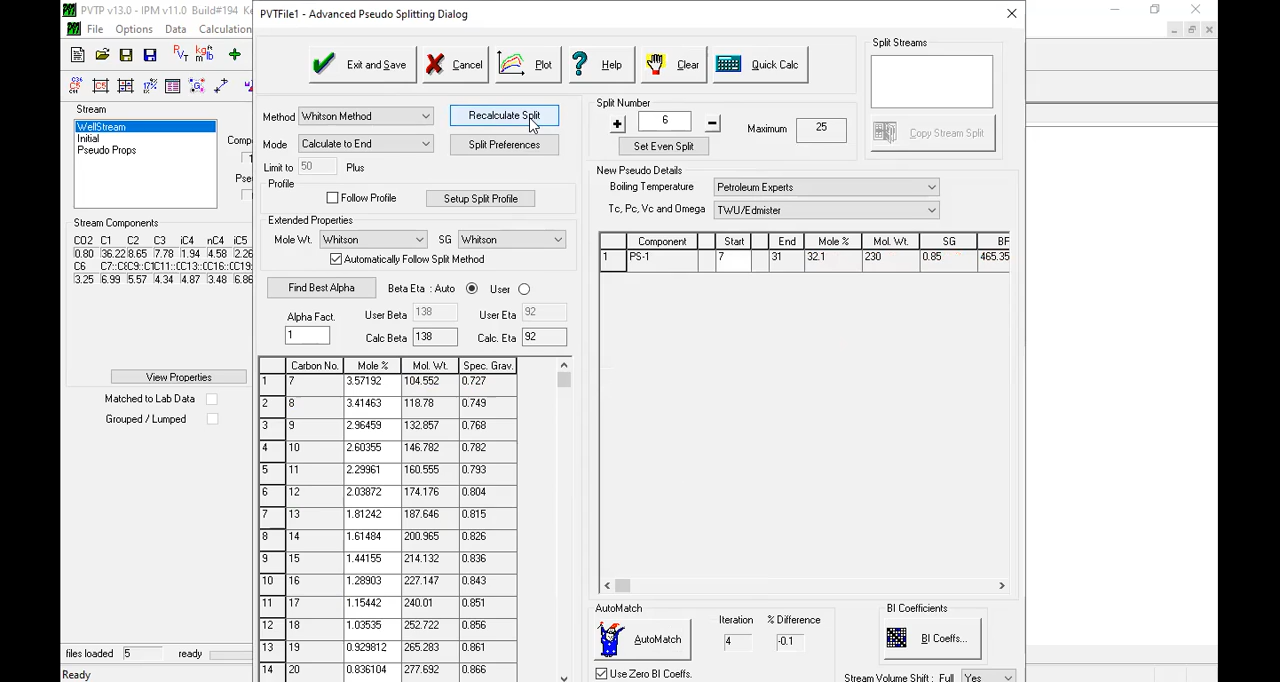 PVTP v13.0 - IPM v11.0 Build#194
File Options Data Calculation
Stream
WellStream
Initial
Pseudo Props
Stream Components
CO2 C1 C2 C3 iC4 nC4 iC5
0.80 36.22 8.65 7.78 1.94 4.58 2.26
3.25 6.99 5.57 4.34 4.87 3.48 6.86
View Properties
Matched to Lab Data
Grouped / Lumped
files loaded 5 ready
Ready
PVTFile1 - Advanced Pseudo Splitting Dialog
Exit and Save Cancel Plot Help Clear Quick Calc
Method Whitson Method Recalculate Split
Mode Calculate to End Split Preferences
Limit to 50 Plus
Profile
Follow Profile Setup Split Profile
Extended Properties
Mole Wt. Whitson SG Whitson
Automatically Follow Split Method
Find Best Alpha Beta Eta : Auto User
Alpha Fact. User Beta 138 User Eta 92
1 Calc Beta 138 Calc. Eta 92
Carbon No. Mole % Mol. Wt. Spec. Grav.
1 7 3.57192 104.552 0.727
2 8 3.41463 118.78 0.749
3 9 2.96459 132.857 0.768
4 10 2.60355 146.782 0.782
5 11 2.29961 160.555 0.793
6 12 2.03872 174.176 0.804
7 13 1.81242 187.646 0.815
8 14 1.61484 200.965 0.826
9 15 1.44155 214.132 0.836
10 16 1.28903 227.147 0.843
11 17 1.15442 240.01 0.851
12 18 1.03535 252.722 0.856
13 19 0.929812 265.283 0.861
14 20 0.836104 277.692 0.866
Split Number
+ 6 - Maximum 25
Set Even Split
Split Streams
Copy Stream Split
New Pseudo Details
Boiling Temperature Petroleum Experts
Tc, Pc, Vc and Omega TWU/Edmister
Component Start End Mole % Mol. Wt. SG BF
1 PS-1 7 31 32.1 230 0.85 465.35
AutoMatch
AutoMatch
Iteration % Difference
4 -0.1
Use Zero BI Coeffs.
BI Coefficients
BI Coeffs...
Stream Volume Shift : Full Yes